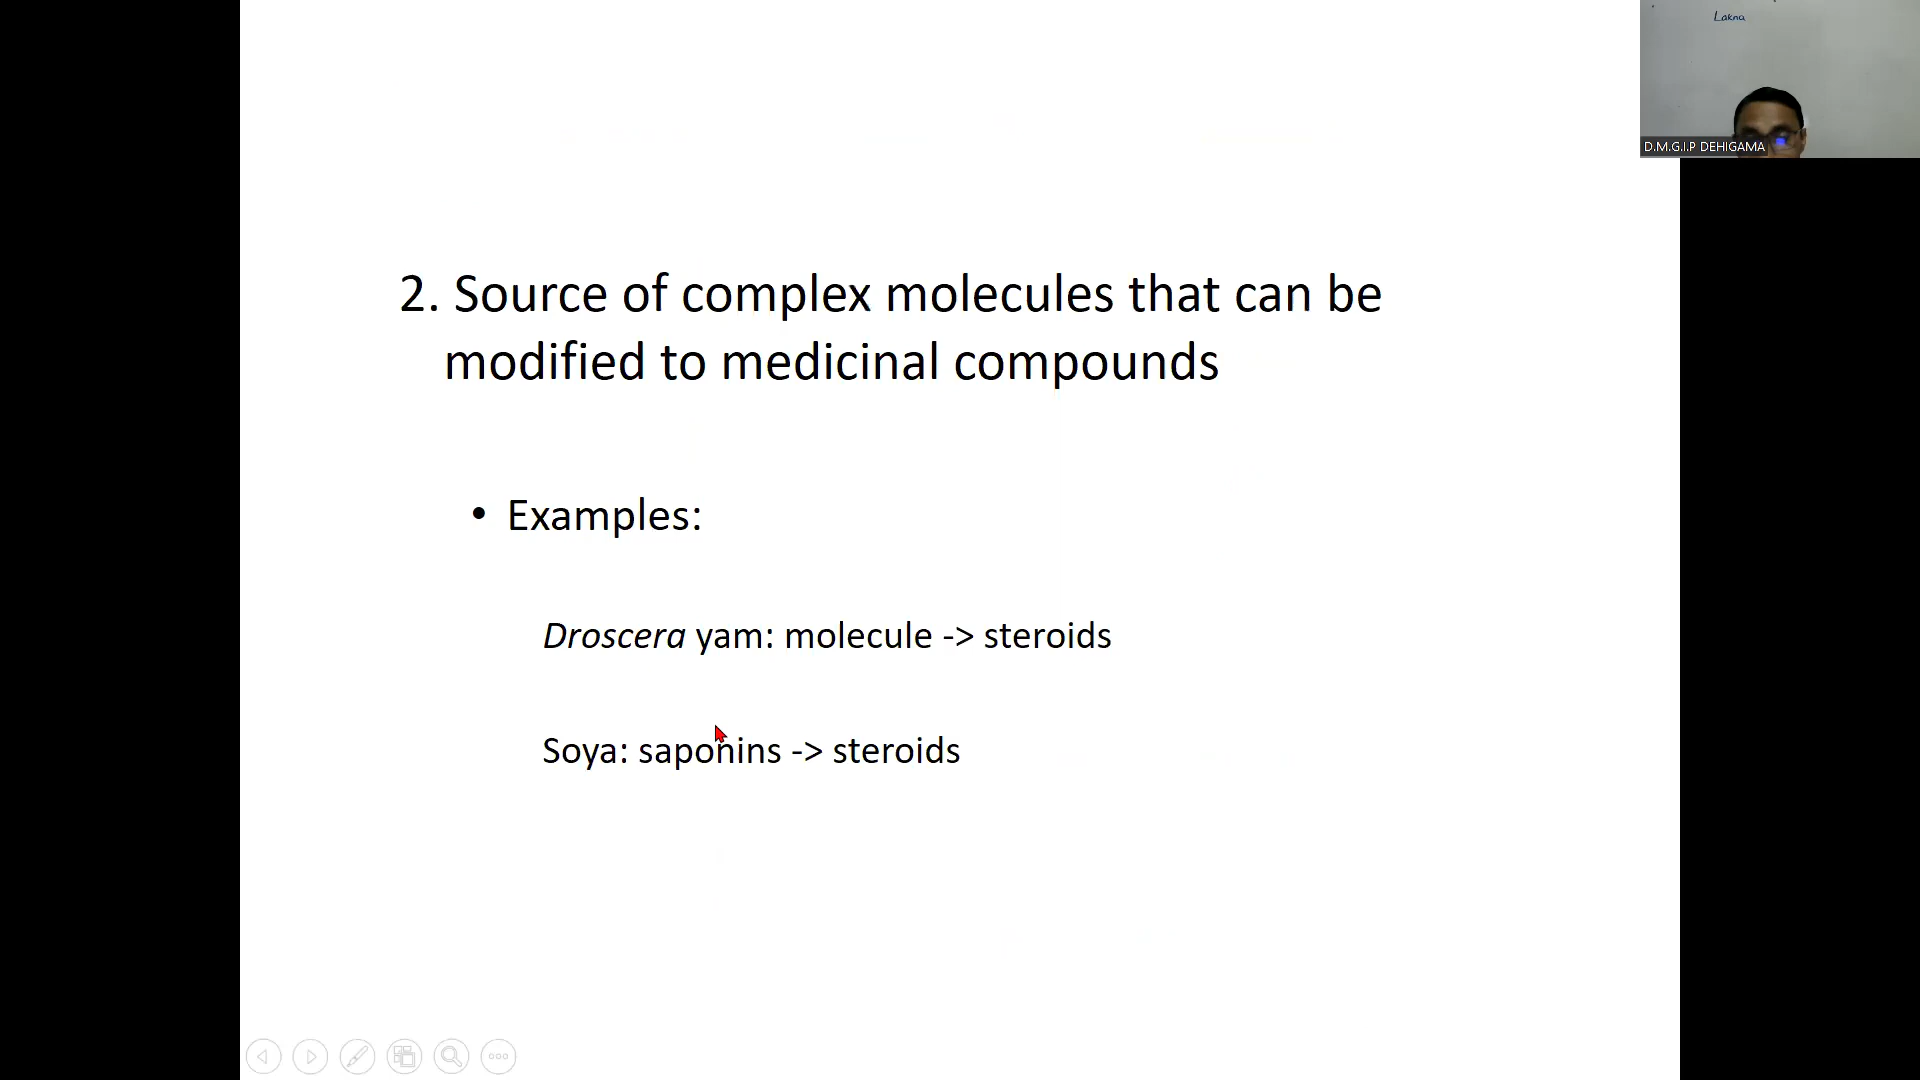 Lakna
D.M.G.I.P DEHIGAMA
2. Source of complex molecules that can be
modified to medicinal compounds
• Examples:
Droscera yam: molecule -> steroids
Soya: saponins -> steroids